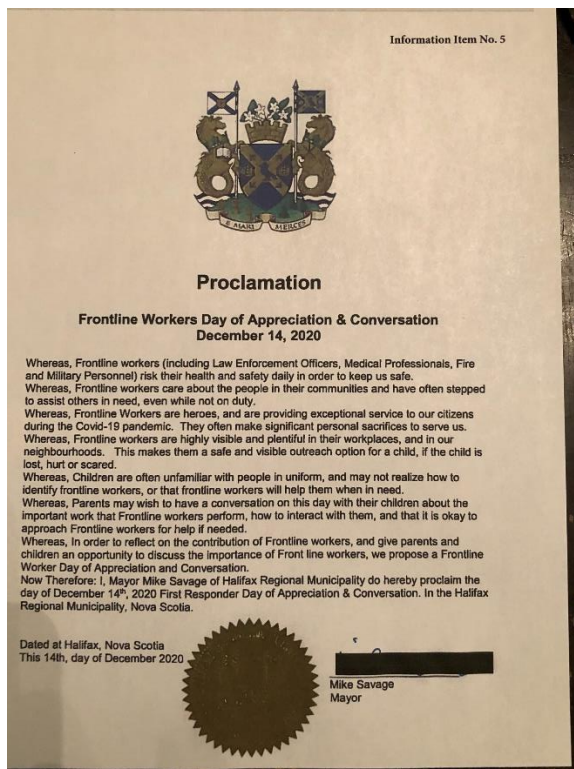 Information Item No. 5
E MARI MERCES
Proclamation
Frontline Workers Day of Appreciation & Conversation
December 14, 2020
Whereas, Frontline workers (including Law Enforcement Officers, Medical Professionals, Fire
and Military Personnel) risk their health and safety daily in order to keep us safe.
Whereas, Frontline workers care about the people in their communities and have often stepped
to assist others in need, even while not on duty.
Whereas, Frontline Workers are heroes, and are providing exceptional service to our citizens
during the Covid-19 pandemic. They often make significant personal sacrifices to serve us.
Whereas, Frontline workers are highly visible and plentiful in their workplaces, and in our
neighbourhoods. This makes them a safe and visible outreach option for a child, if the child is
lost, hurt or scared.
Whereas, Children are often unfamiliar with people in uniform, and may not realize how to
identify frontline workers, or that frontline workers will help them when in need.
Whereas, Parents may wish to have a conversation on this day with their children about the
important work that Frontline workers perform, how to interact with them, and that it is okay to
approach Frontline workers for help if needed.
Whereas, In order to reflect on the contribution of Frontline workers, and give parents and
children an opportunity to discuss the importance of Front line workers, we propose a Frontline
Worker Day of Appreciation and Conversation.
Now Therefore: I, Mayor Mike Savage of Halifax Regional Municipality do hereby proclaim the
day of December 14th, 2020 First Responder Day of Appreciation & Conversation. In the Halifax
Regional Municipality, Nova Scotia.
Dated at Halifax, Nova Scotia
This 14th, day of December 2020
Mike Savage
Mayor